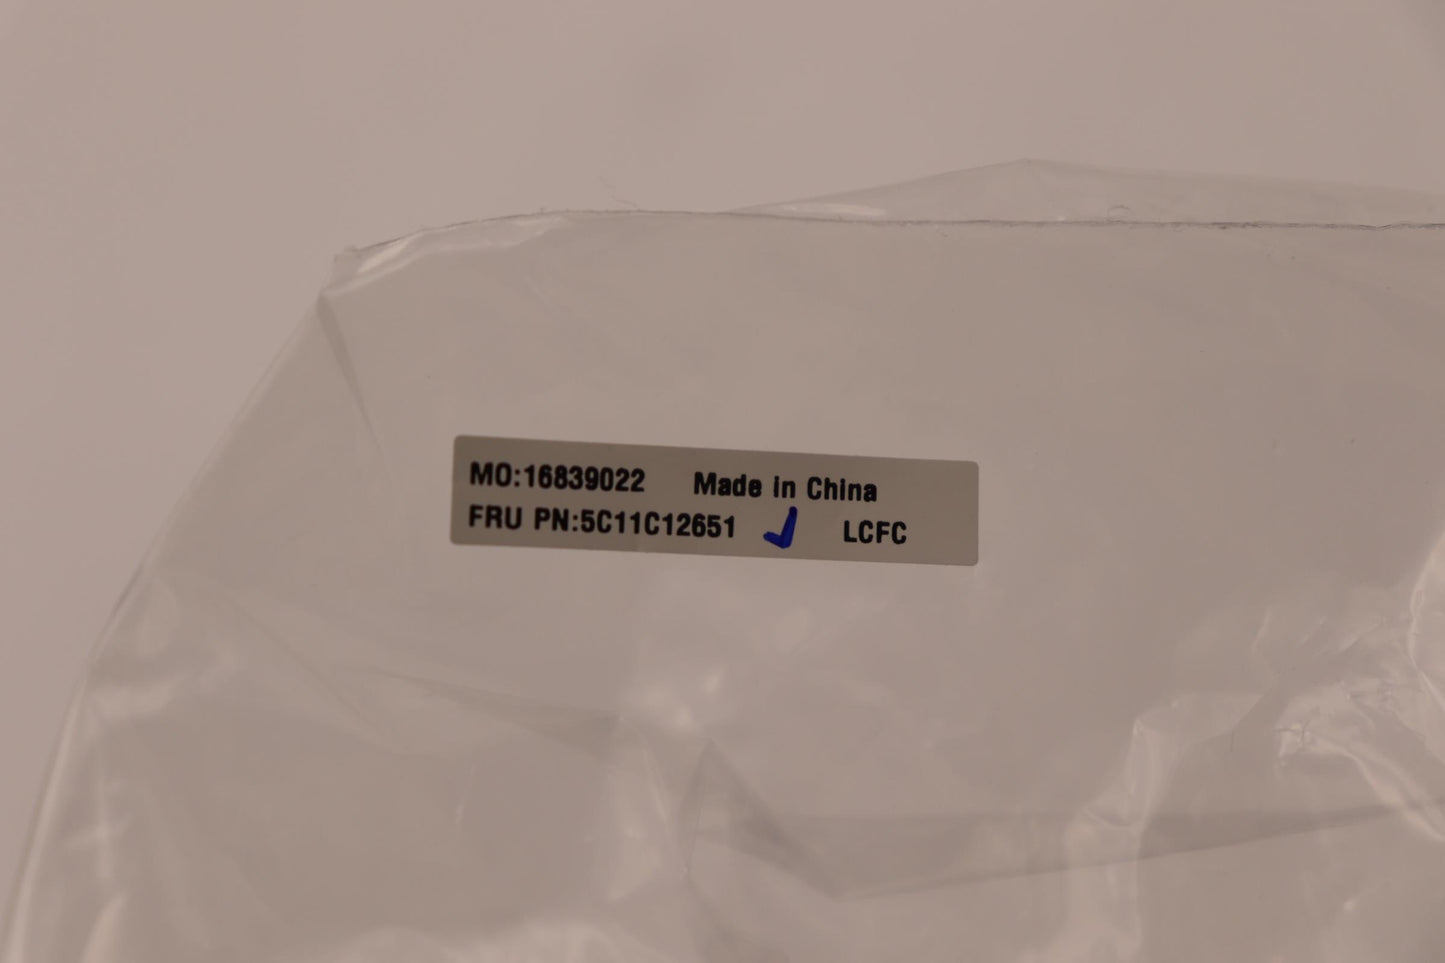 MO:16839022 Made in China
FRU PN:5C11C12651 LCFC